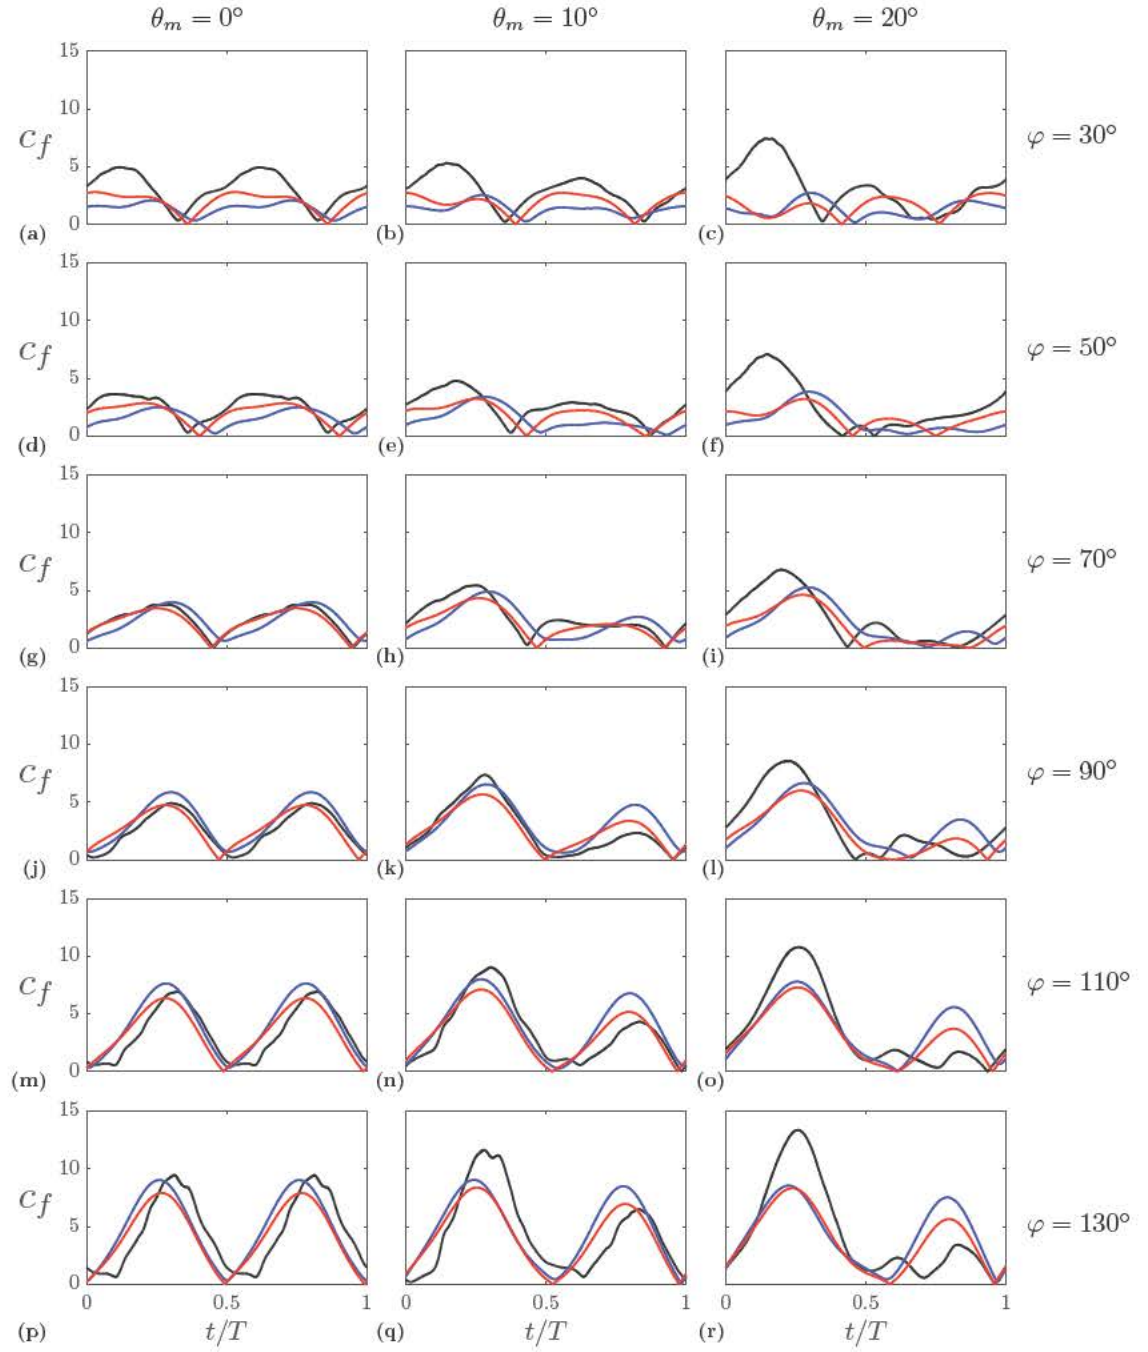 θm = 0° θm = 10° θm = 20°
15
10
5
0
Cf
φ = 30°
(a) (b) (c)
15
10
5
0
Cf
φ = 50°
(d) (e) (f)
15
10
5
0
Cf
φ = 70°
(g) (h) (i)
15
10
5
0
Cf
φ = 90°
(j) (k) (l)
15
10
5
0
Cf
φ = 110°
(m) (n) (o)
15
10
5
0
Cf
φ = 130°
0 0.5 1 0 0.5 1 0 0.5 1
(p) t/T (q) t/T (r) t/T